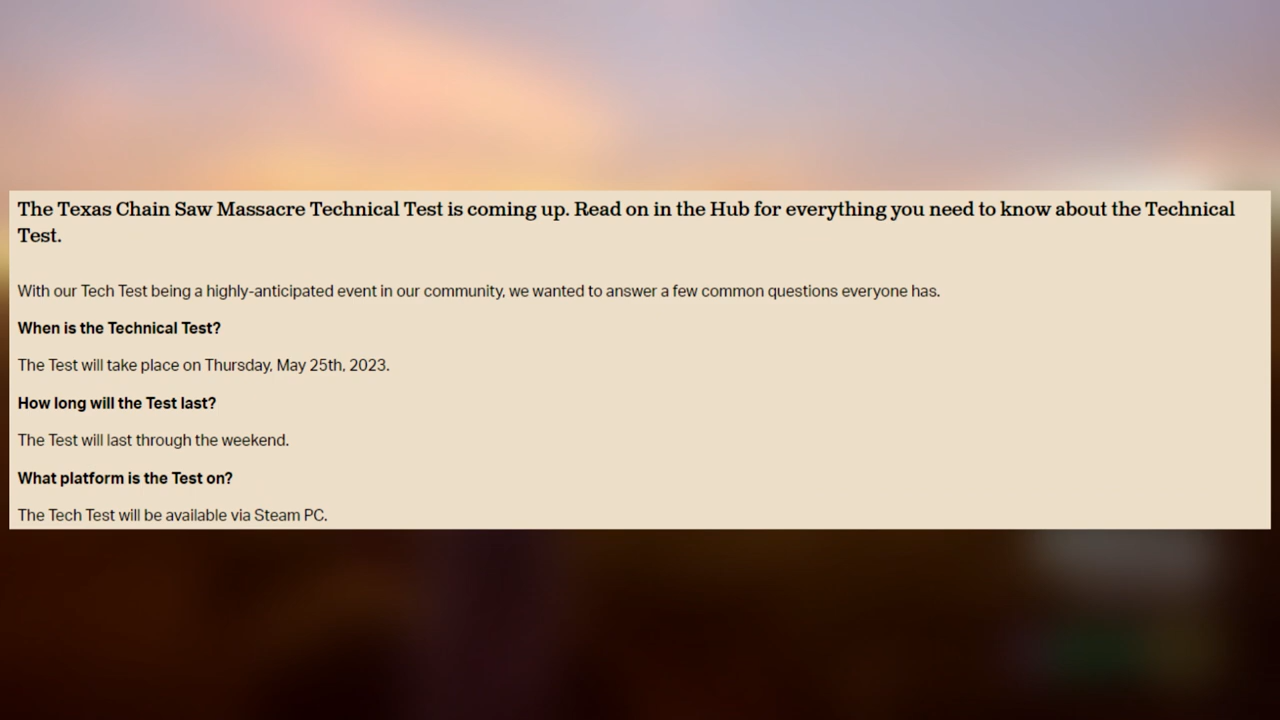 The Texas Chain Saw Massacre Technical Test is coming up. Read on in the Hub for everything you need to know about the Technical
Test.
With our Tech Test being a highly-anticipated event in our community, we wanted to answer a few common questions everyone has.
When is the Technical Test?
The Test will take place on Thursday, May 25th, 2023.
How long will the Test last?
The Test will last through the weekend.
What platform is the Test on?
The Tech Test will be available via Steam PC.